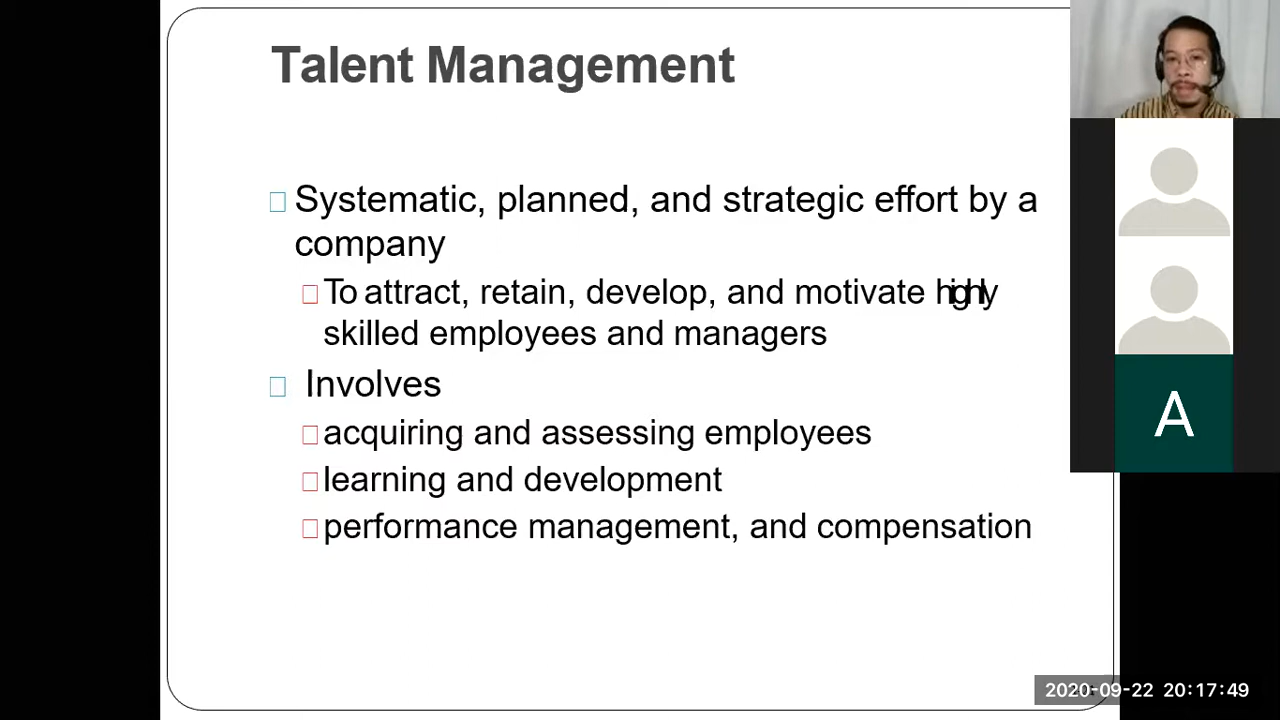 Talent Management
Systematic, planned, and strategic effort by a
company
To attract, retain, develop, and motivate highly
skilled employees and managers
Involves
acquiring and assessing employees
learning and development
performance management, and compensation
A
2020-09-22 20:17:49